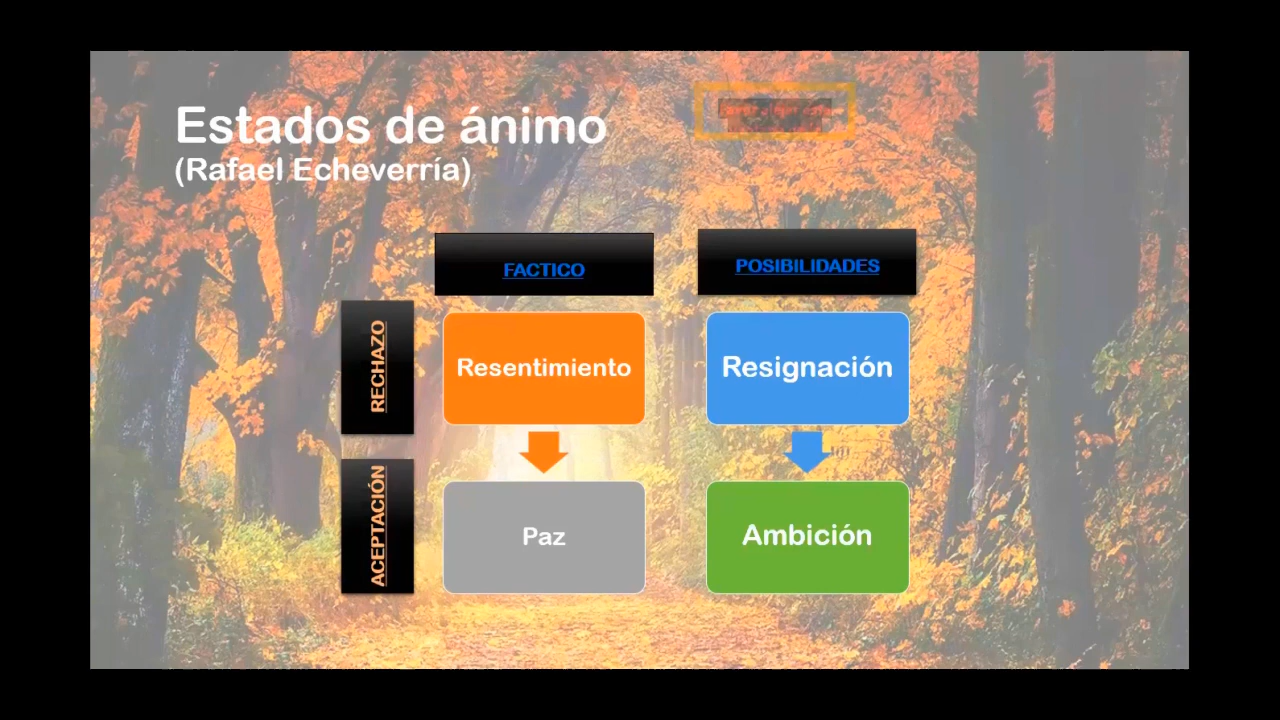 Estados de ánimo
(Rafael Echeverría)
FACTICO
POSIBILIDADES
RECHAZO
Resentimiento
Resignación
ACEPTACIÓN
Paz
Ambición